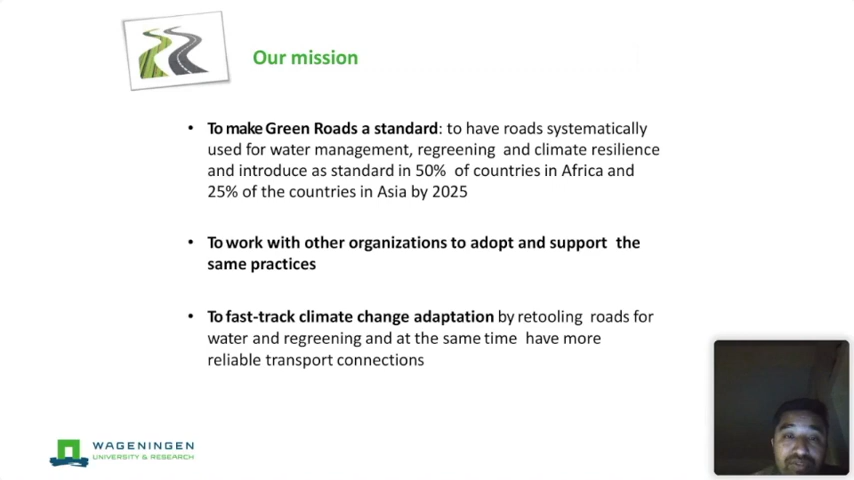 Our mission
• To make Green Roads a standard: to have roads systematically
used for water management, regreening and climate resilience
and introduce as standard in 50% of countries in Africa and
25% of the countries in Asia by 2025
• To work with other organizations to adopt and support the
same practices
• To fast-track climate change adaptation by retooling roads for
water and regreening and at the same time have more
reliable transport connections
WAGENINGEN
UNIVERSITY & RESEARCH